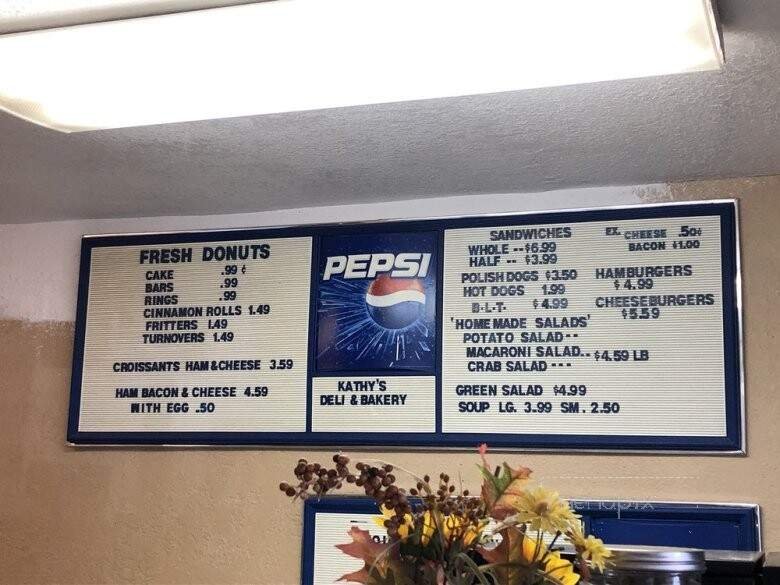 FRESH DONUTS
CAKE .99 ¢
BARS .99
RINGS .99
CINNAMON ROLLS 1.49
FRITTERS 1.49
TURNOVERS 1.49
CROISSANTS HAM & CHEESE 3.59
HAM BACON & CHEESE 4.59
WITH EGG .50
PEPSI
KATHY'S
DELI & BAKERY
SANDWICHES
WHOLE -- $6.99
HALF -- $3.99
EX. CHEESE .50¢
BACON $1.00
POLISH DOGS $3.50
HOT DOGS 1.99
B-L-T. $4.99
HAMBURGERS
$4.99
CHEESEBURGERS
$5.59
'HOME MADE SALADS'
POTATO SALAD--
MACARONI SALAD-- $4.59 LB
CRAB SALAD ---
GREEN SALAD $4.99
SOUP LG. 3.99 SM. 2.50